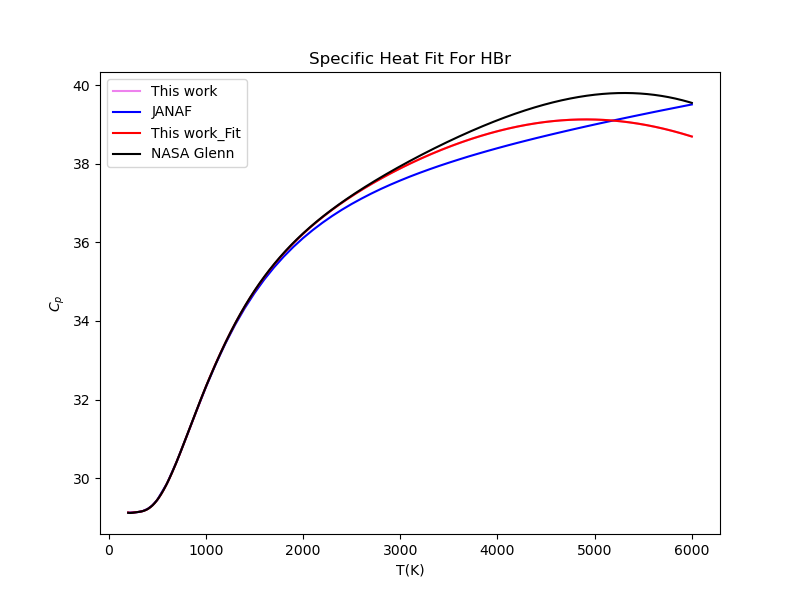 Specific Heat Fit For HBr
This work
JANAF
This work_Fit
NASA Glenn
40
38
36
34
32
30
C_p
0 1000 2000 3000 4000 5000 6000
T(K)